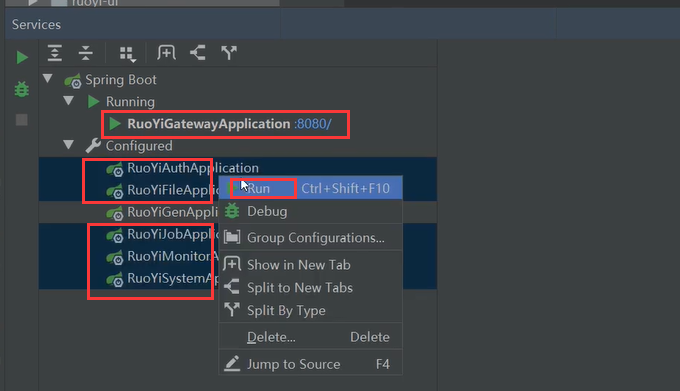 ruoyi-ui
Services
Spring Boot
Running
RuoYiGatewayApplication :8080/
Configured
RuoYiAuthApplication
RuoYiFileApplic
Run Ctrl+Shift+F10
RuoYiGenAppli
Debug
RuoYiJobApplic
Group Configurations...
RuoYiMonitorA
Show in New Tab
RuoYiSystemAp
Split to New Tabs
Split By Type
Delete... Delete
Jump to Source F4